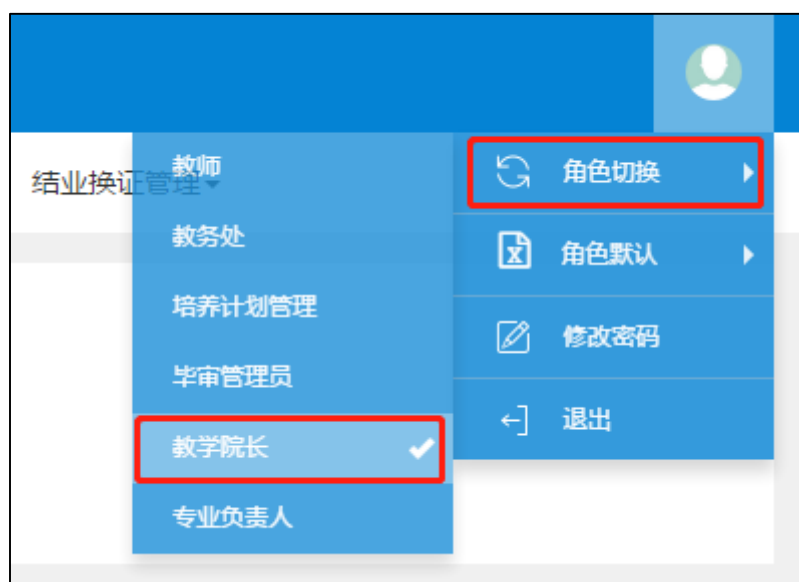 结业换证管理
教师
教务处
培养计划管理
毕审管理员
教学院长
专业负责人
角色切换
角色默认
修改密码
退出